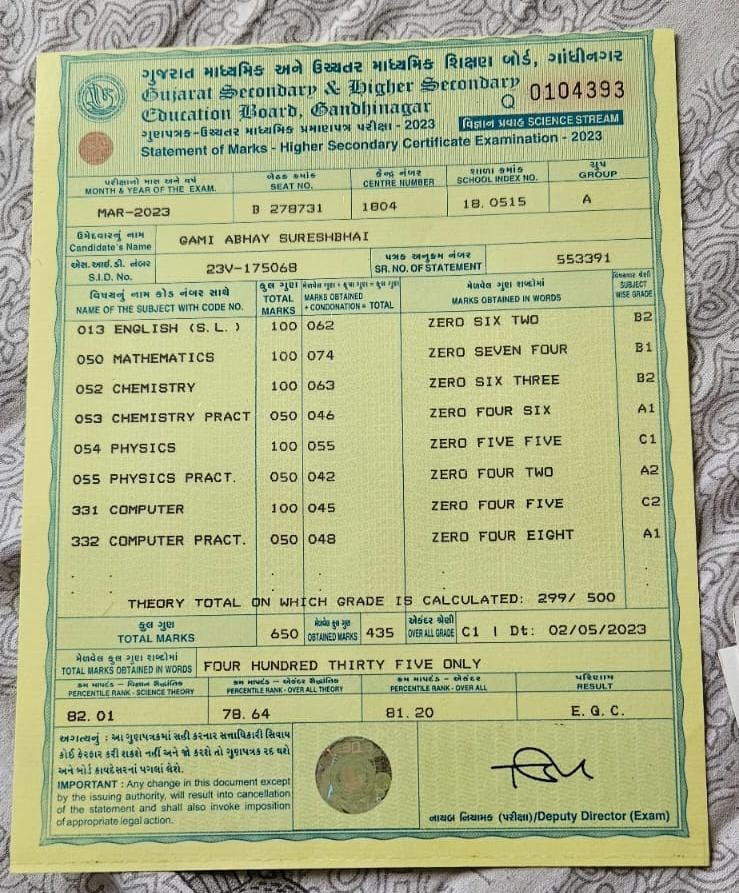 ગુજરાત માધ્યમિક અને ઉચ્ચતર માધ્યમિક શિક્ષણ બોર્ડ, ગાંધીનગર
Gujarat Secondary & Higher Secondary
Education Board, Gandhinagar
Q 0104393
ગુણપત્રક-ઉચ્ચતર માધ્યમિક પ્રમાણપત્ર પરીક્ષા - 2023
વિજ્ઞાન પ્રવાહ SCIENCE STREAM
Statement of Marks - Higher Secondary Certificate Examination - 2023
પરીક્ષાનો માસ અને વર્ષ બેઠક ક્રમાંક કેન્દ્ર નંબર શાળા ક્રમાંક ગ્રુપ
MONTH & YEAR OF THE EXAM. SEAT NO. CENTRE NUMBER SCHOOL INDEX NO. GROUP
MAR-2023 B 278731 1804 18.0515 A
ઉમેદવારનું નામ
Candidate's Name GAMI ABHAY SURESHBHAI
એસ.આઈ.ડી. નંબર પત્રક અનુક્રમ નંબર
S.I.D. No. 23V-175068 SR. NO. OF STATEMENT 553391
વિષયનું નામ કોડ નંબર સાથે કુલ ગુણ મેળવેલ ગુણ શબ્દોમાં
NAME OF THE SUBJECT WITH CODE NO. TOTAL MARKS MARKS OBTAINED + CONDONATION = TOTAL MARKS OBTAINED IN WORDS SUBJECT WISE GRADE
013 ENGLISH (S.L.) 100 062 ZERO SIX TWO B2
050 MATHEMATICS 100 074 ZERO SEVEN FOUR B1
052 CHEMISTRY 100 063 ZERO SIX THREE B2
053 CHEMISTRY PRACT 050 046 ZERO FOUR SIX A1
054 PHYSICS 100 055 ZERO FIVE FIVE C1
055 PHYSICS PRACT. 050 042 ZERO FOUR TWO A2
331 COMPUTER 100 045 ZERO FOUR FIVE C2
332 COMPUTER PRACT. 050 048 ZERO FOUR EIGHT A1
THEORY TOTAL ON WHICH GRADE IS CALCULATED: 299/ 500
કુલ ગુણ મેળવેલ કુલ ગુણ એકંદર શ્રેણી
TOTAL MARKS 650 OBTAINED MARKS 435 OVER ALL GRADE C1 | Dt: 02/05/2023
મેળવેલ કુલ ગુણ શબ્દોમાં
TOTAL MARKS OBTAINED IN WORDS FOUR HUNDRED THIRTY FIVE ONLY
ક્રમ માપદંડ - વિજ્ઞાન સૈદ્ધાંતિક ક્રમ માપદંડ - એકંદર સૈદ્ધાંતિક ક્રમ માપદંડ - એકંદર પરિણામ
PERCENTILE RANK - SCIENCE THEORY PERCENTILE RANK - OVER ALL THEORY PERCENTILE RANK - OVER ALL RESULT
82.01 78.64 81.20 E.Q.C.
અગત્યનું : આ ગુણપત્રકમાં સહી કરનાર સત્તાધિકારી સિવાય
કોઈ ફેરફાર કરી શકશે નહીં અને જો કરશે તો ગુણપત્રક રદ થશે
અને બોર્ડ કાયદેસરનાં પગલાં લેશે.
IMPORTANT : Any change in this document except
by the issuing authority, will result into cancellation
of the statement and shall also invoke imposition
of appropriate legal action.
નાયબ નિયામક (પરીક્ષા)/Deputy Director (Exam)